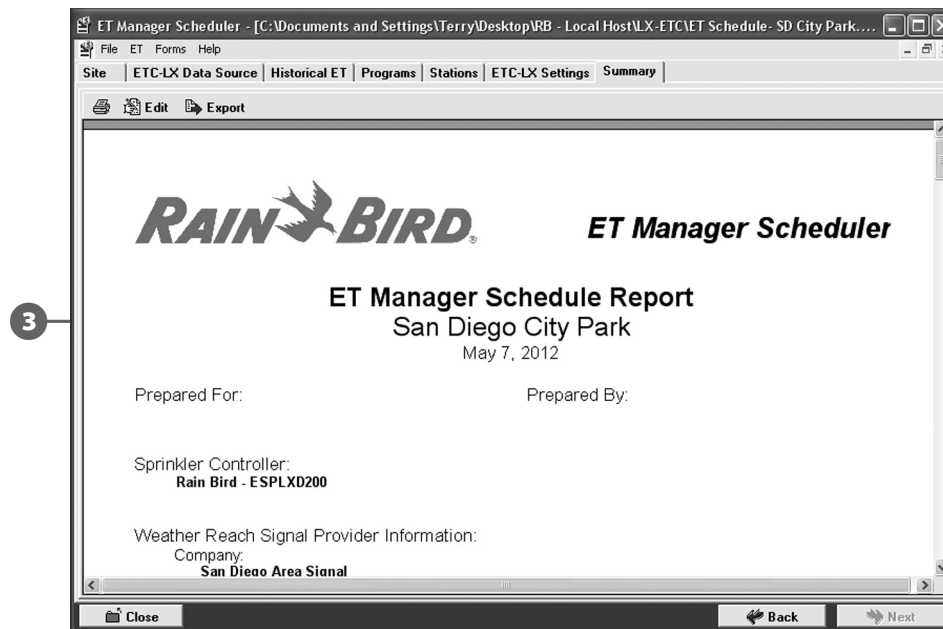 ET Manager Scheduler - [C:\Documents and Settings\Terry\Desktop\RB - Local Host\LX-ETC\ET Schedule- SD City Park....
File ET Forms Help
Site ETC-LX Data Source Historical ET Programs Stations ETC-LX Settings Summary
Edit Export
RAIN BIRD®
ET Manager Scheduler
ET Manager Schedule Report
San Diego City Park
May 7, 2012
3
Prepared For: Prepared By:
Sprinkler Controller:
Rain Bird - ESPLXD200
Weather Reach Signal Provider Information:
Company:
San Diego Area Signal
Close Back Next